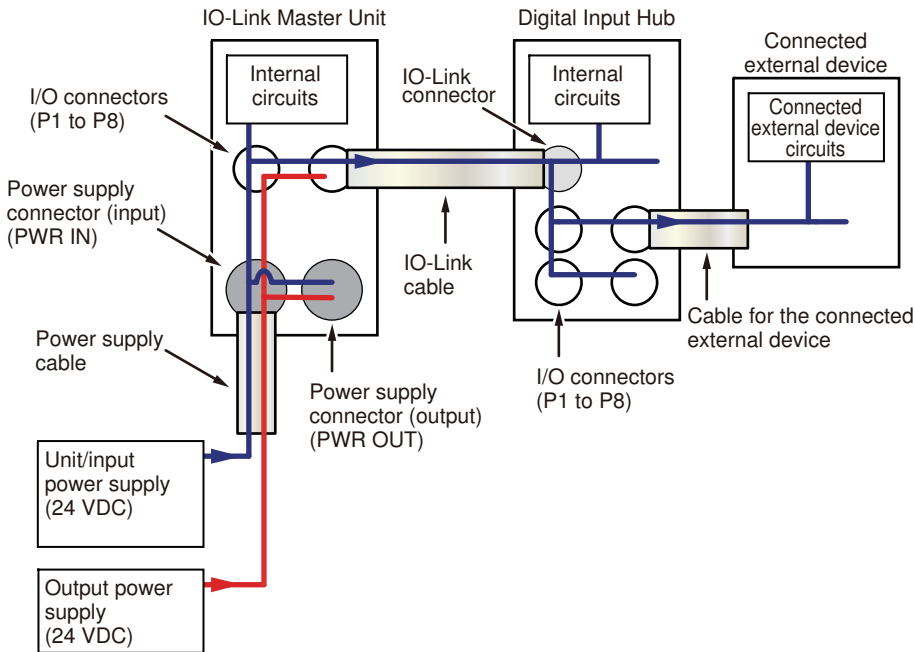 IO-Link Master Unit
Digital Input Hub
Connected
external device
Internal
circuits
IO-Link
connector
Internal
circuits
Connected
external device
circuits
I/O connectors
(P1 to P8)
Power supply
connector (input)
(PWR IN)
IO-Link
cable
Cable for the connected
external device
Power supply
cable
Power supply
connector (output)
(PWR OUT)
I/O connectors
(P1 to P8)
Unit/input
power supply
(24 VDC)
Output power
supply
(24 VDC)